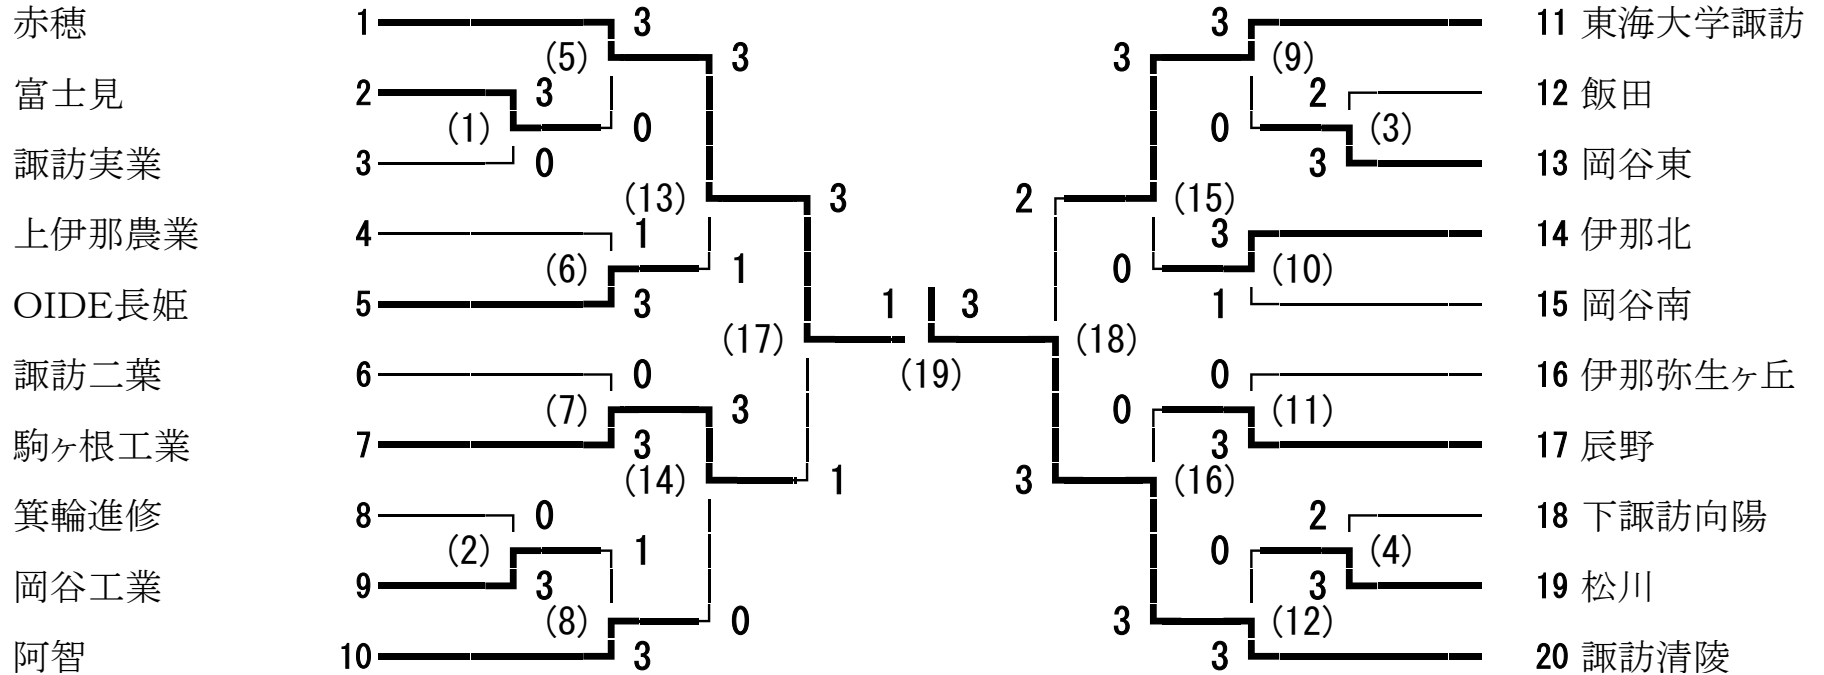 赤穂 1 3 3 11 東海大学諏訪
(5) 3 3 (9)
富士見 2 3 2 12 飯田
(1) 0 0 (3)
諏訪実業 3 0 3 13 岡谷東
(13) 3 2 (15)
上伊那農業 4 1 3 14 伊那北
(6) 1 0 (10)
OIDE長姫 5 3 1 3 1 15 岡谷南
(17) (18)
諏訪二葉 6 0 (19) 0 16 伊那弥生ヶ丘
(7) 3 0 (11)
駒ヶ根工業 7 3 3 17 辰野
(14) 1 3 (16)
箕輪進修 8 0 2 18 下諏訪向陽
(2) 1 0 (4)
岡谷工業 9 3 3 19 松川
(8) 0 3 (12)
阿智 10 3 3 20 諏訪清陵